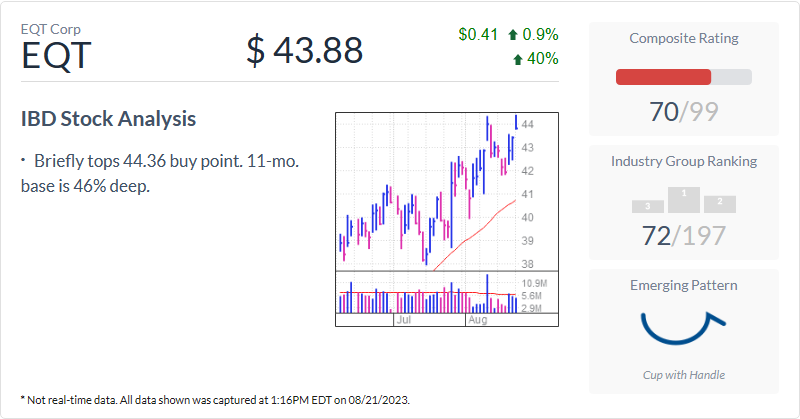 EQT Corp
EQT
$ 43.88
$0.41 0.9%
40%
IBD Stock Analysis
• Briefly tops 44.36 buy point. 11-mo.
base is 46% deep.
44
43
42
41
40
39
38
10.9M
5.6M
2.9M
Jul
Aug
Composite Rating
70/99
Industry Group Ranking
3
1
2
72/197
Emerging Pattern
Cup with Handle
* Not real-time data. All data shown was captured at 1:16PM EDT on 08/21/2023.